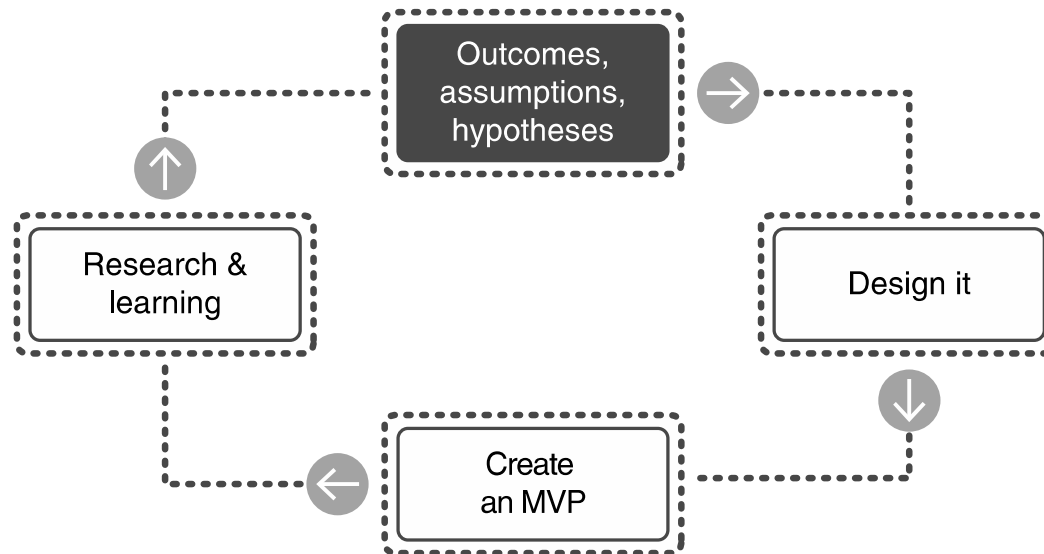 Outcomes,
assumptions,
hypotheses
Research &
learning
Design it
Create
an MVP